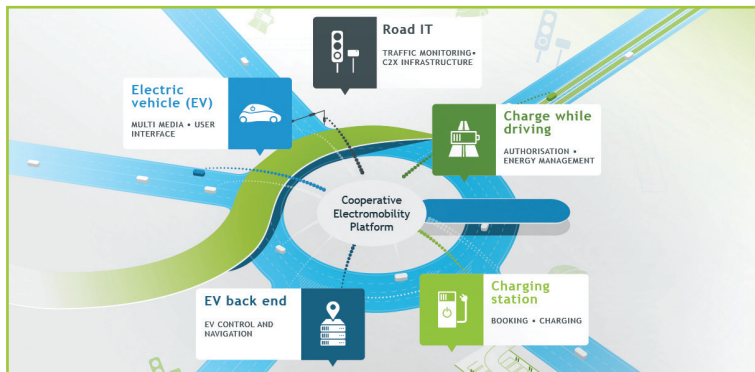 Road IT
TRAFFIC MONITORING•
C2X INFRASTRUCTURE
Electric
vehicle (EV)
MULTI MEDIA • USER
INTERFACE
Charge while
driving
AUTHORISATION •
ENERGY MANAGEMENT
Cooperative
Electromobility
Platform
EV back end
EV CONTROL AND
NAVIGATION
Charging
station
BOOKING • CHARGING